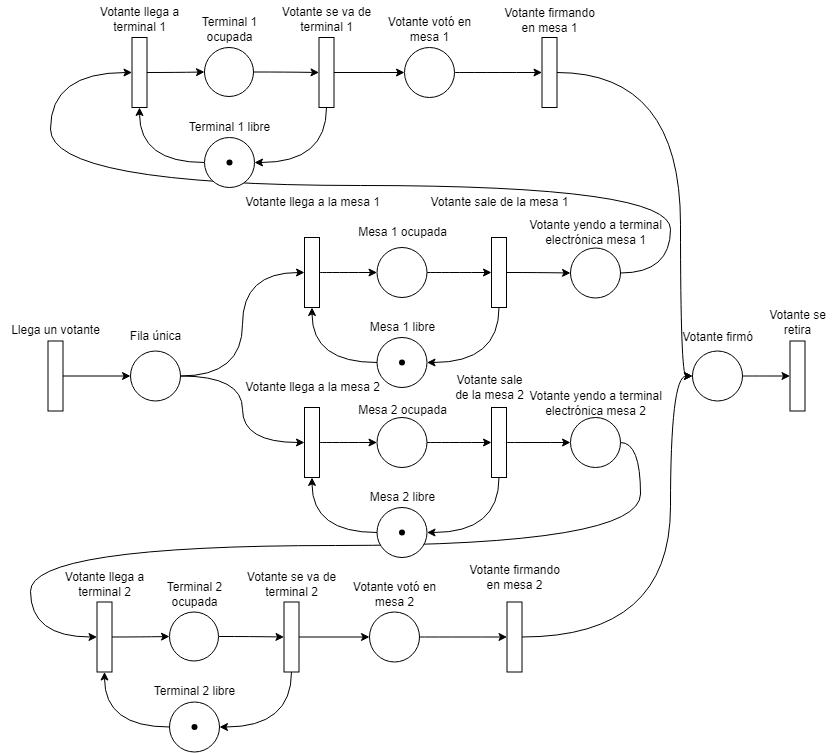 Votante llega a
terminal 1
Terminal 1
ocupada
Votante se va de
terminal 1
Votante votó en
mesa 1
Votante firmando
en mesa 1
Terminal 1 libre
Votante llega a la mesa 1
Votante sale de la mesa 1
Mesa 1 ocupada
Votante yendo a terminal
electrónica mesa 1
Mesa 1 libre
Llega un votante
Fila única
Votante se
retira
Votante firmó
Votante llega a la mesa 2
Mesa 2 ocupada
Votante sale
de la mesa 2
Votante yendo a terminal
electrónica mesa 2
Mesa 2 libre
Votante llega a
terminal 2
Terminal 2
ocupada
Votante se va de
terminal 2
Votante votó en
mesa 2
Votante firmando
en mesa 2
Terminal 2 libre